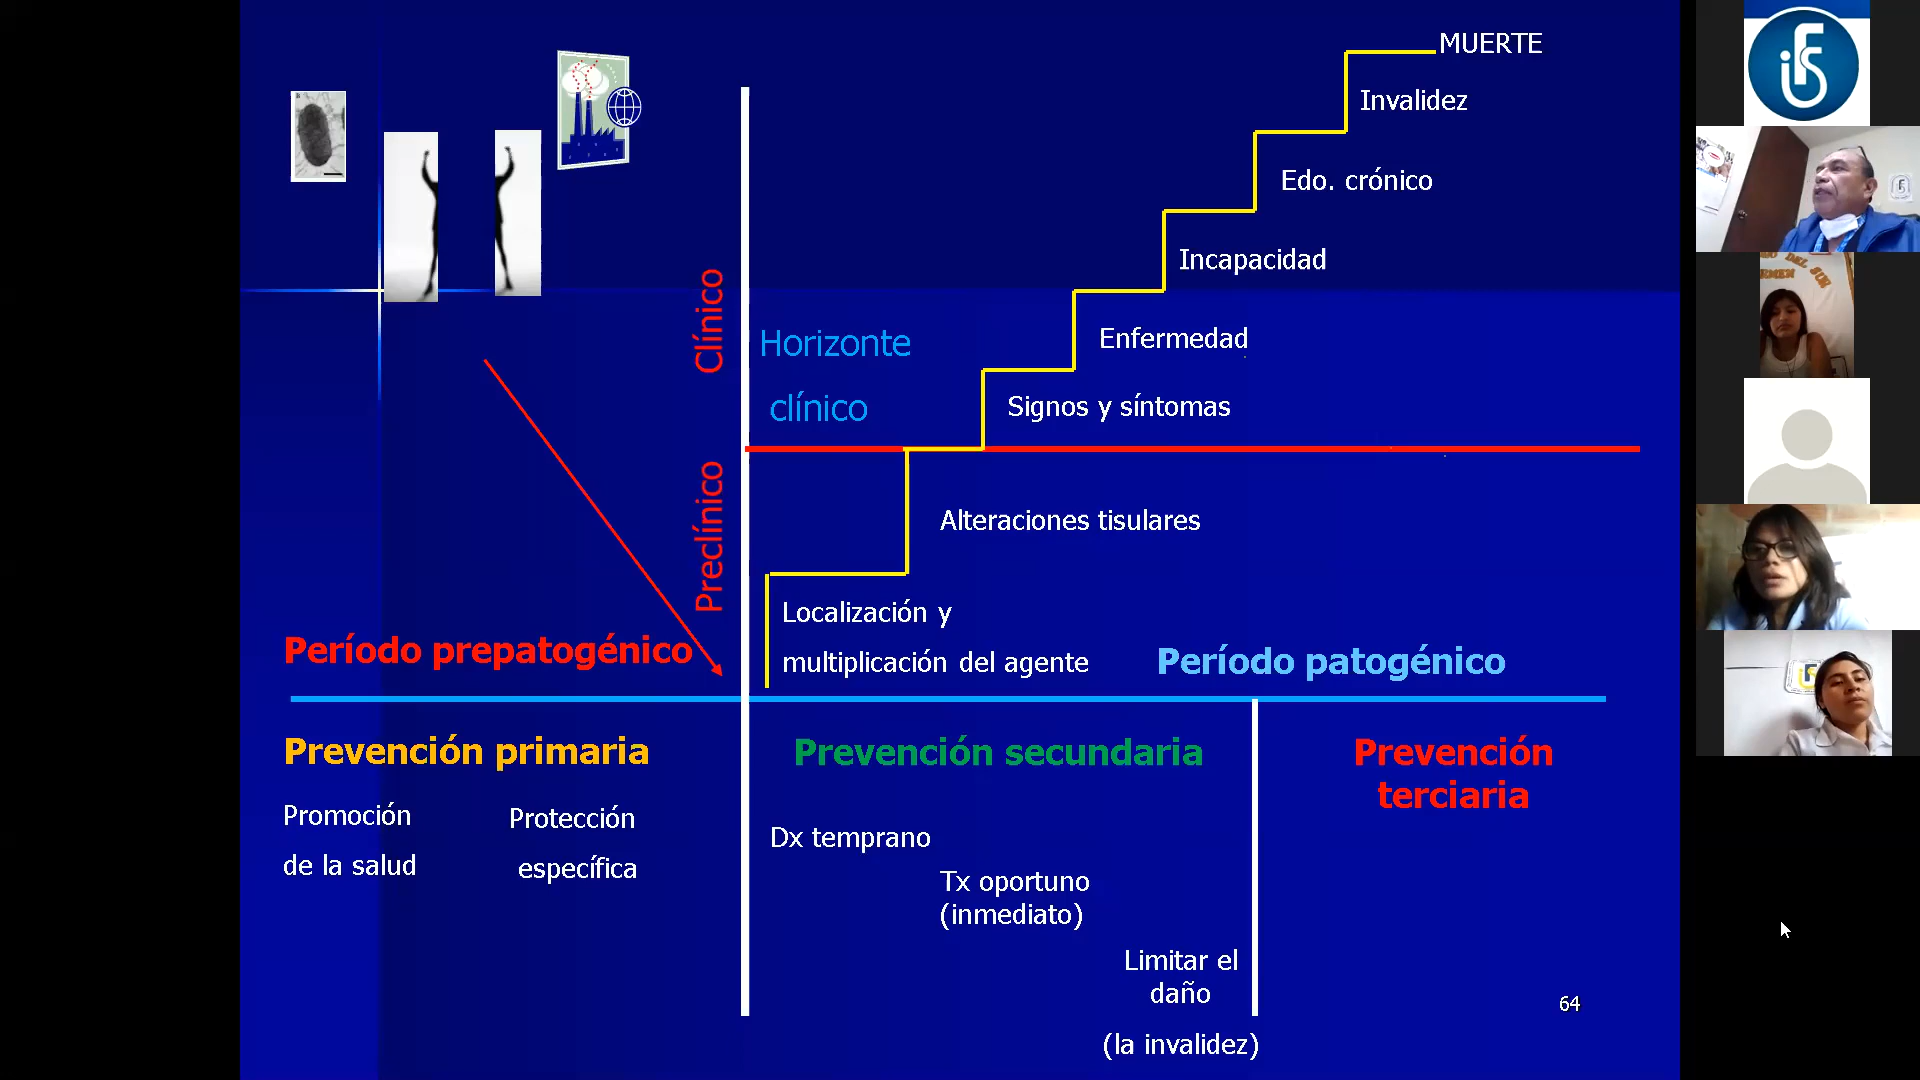 MUERTE
Invalidez
Edo. crónico
Incapacidad
Enfermedad
Signos y síntomas
Clínico
Horizonte
clínico
Preclínico
Alteraciones tisulares
Localización y
multiplicación del agente
Período prepatogénico
Período patogénico
Prevención primaria
Promoción
de la salud
Protección
específica
Prevención secundaria
Dx temprano
Tx oportuno
(inmediato)
Limitar el
daño
(la invalidez)
Prevención
terciaria
64
DEL SUR